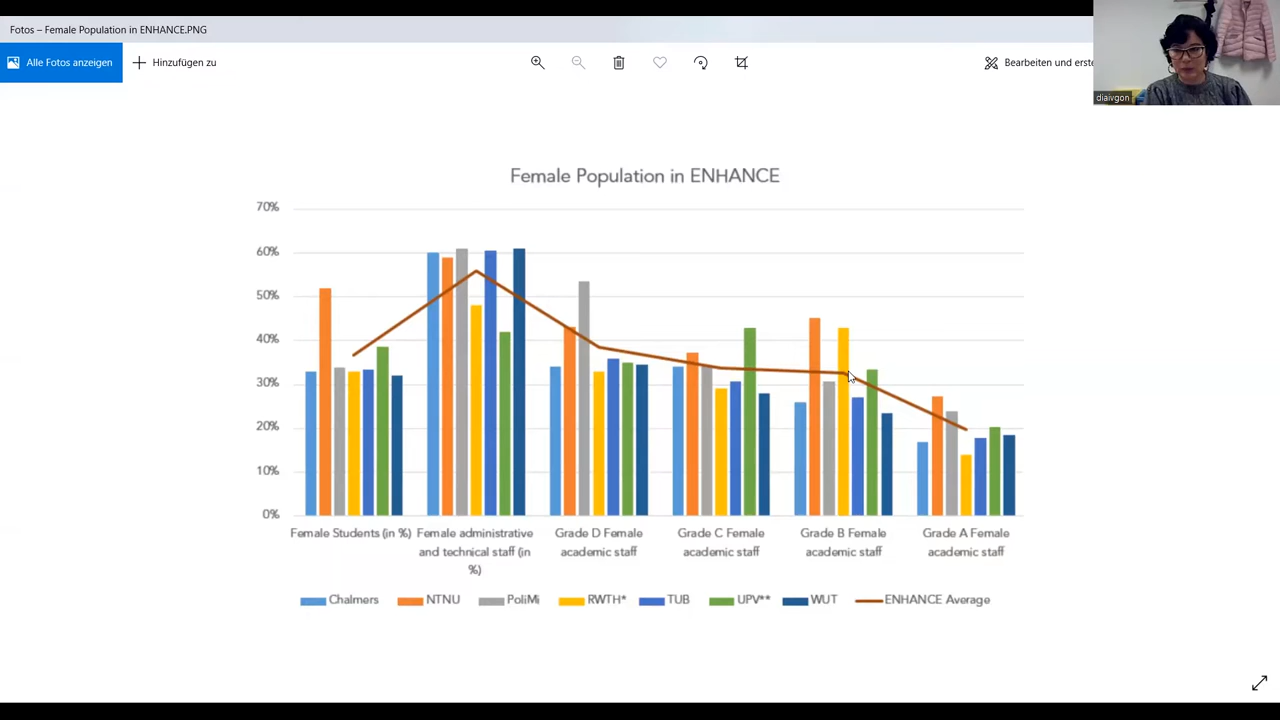 Fotos – Female Population in ENHANCE.PNG
Alle Fotos anzeigen
Hinzufügen zu
Bearbeiten und erste
diaivgon
Female Population in ENHANCE
70%
60%
50%
40%
30%
20%
10%
0%
Female Students (in %)
Female administrative
and technical staff (in
%)
Grade D Female
academic staff
Grade C Female
academic staff
Grade B Female
academic staff
Grade A Female
academic staff
Chalmers
NTNU
PoliMi
RWTH*
TUB
UPV**
WUT
ENHANCE Average